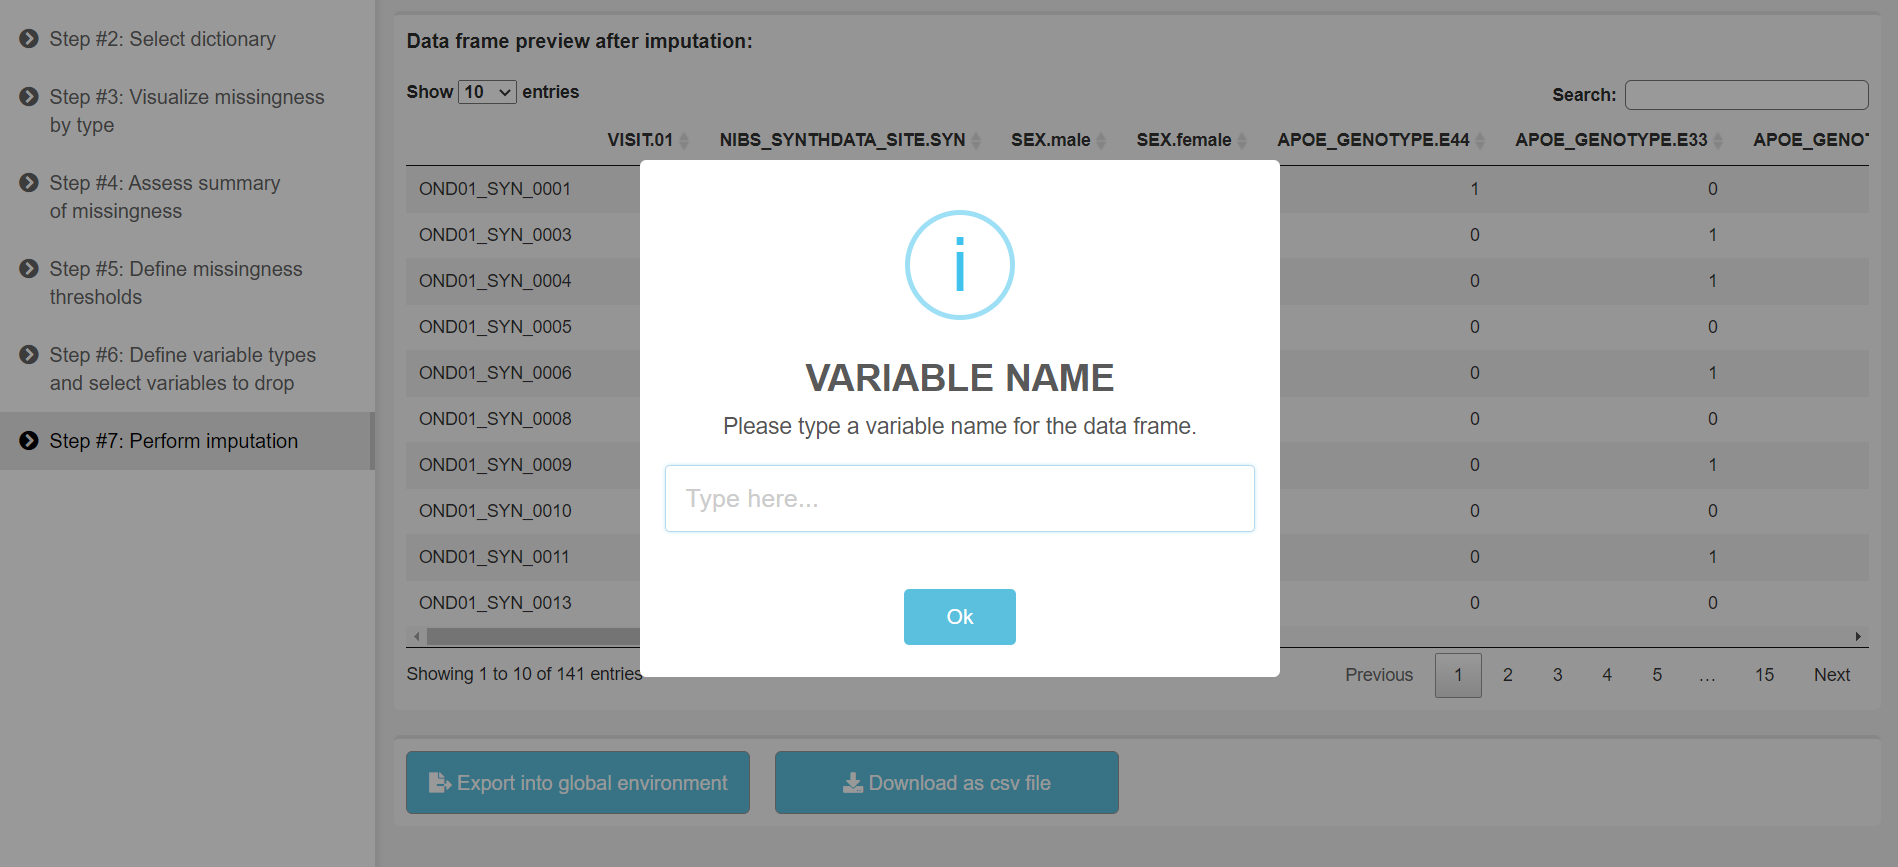 Step #2: Select dictionary
Step #3: Visualize missingness
by type
Step #4: Assess summary
of missingness
Step #5: Define missingness
thresholds
Step #6: Define variable types
and select variables to drop
Step #7: Perform imputation
Data frame preview after imputation:
Show 10 entries
Search:
VISIT.01 NIBS_SYNTHDATA_SITE.SYN SEX.male SEX.female APOE_GENOTYPE.E44 APOE_GENOTYPE.E33 APOE_GENOT
OND01_SYN_0001 1 0
OND01_SYN_0003 0 1
OND01_SYN_0004 0 1
OND01_SYN_0005 0 0
OND01_SYN_0006 0 1
OND01_SYN_0008 0 0
OND01_SYN_0009 0 1
OND01_SYN_0010 0 0
OND01_SYN_0011 0 1
OND01_SYN_0013 0 0
Showing 1 to 10 of 141 entries
Previous 1 2 3 4 5 … 15 Next
i
VARIABLE NAME
Please type a variable name for the data frame.
Type here...
Ok
Export into global environment
Download as csv file